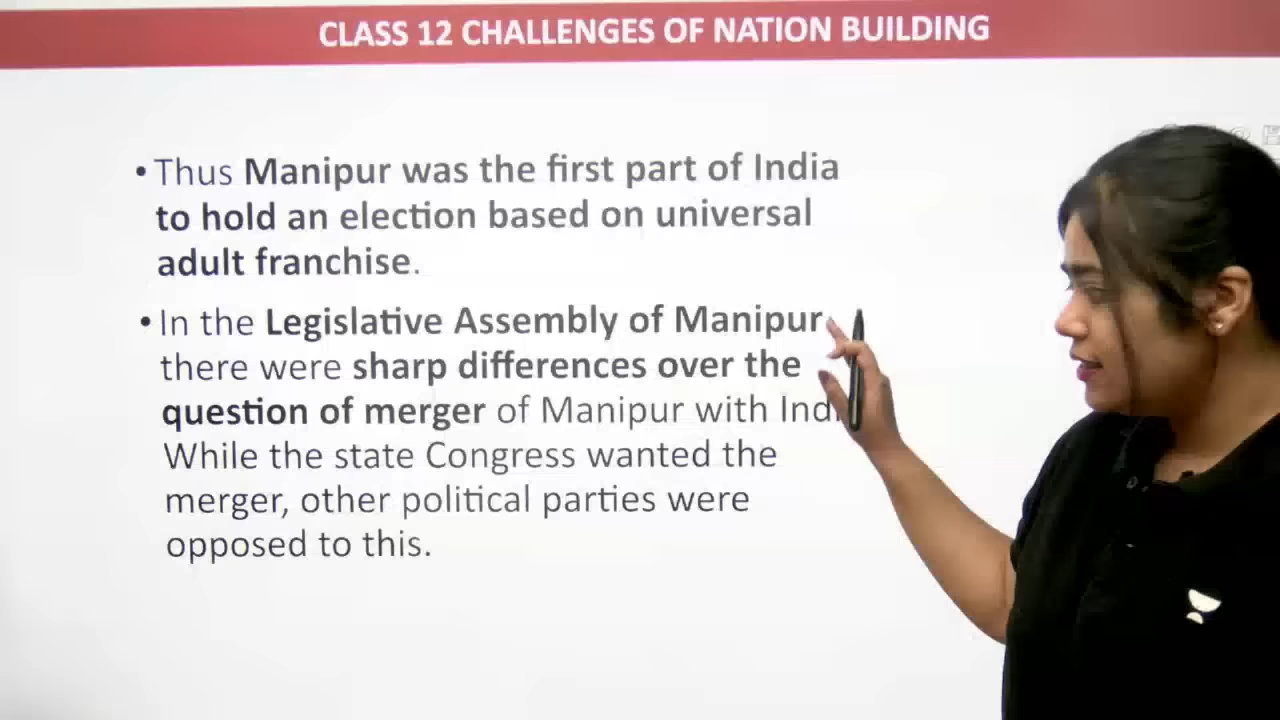 CLASS 12 CHALLENGES OF NATION BUILDING
• Thus Manipur was the first part of India
to hold an election based on universal
adult franchise.
• In the Legislative Assembly of Manipur
there were sharp differences over the
question of merger of Manipur with
While the state Congress wanted the
merger, other political parties were
opposed to this.